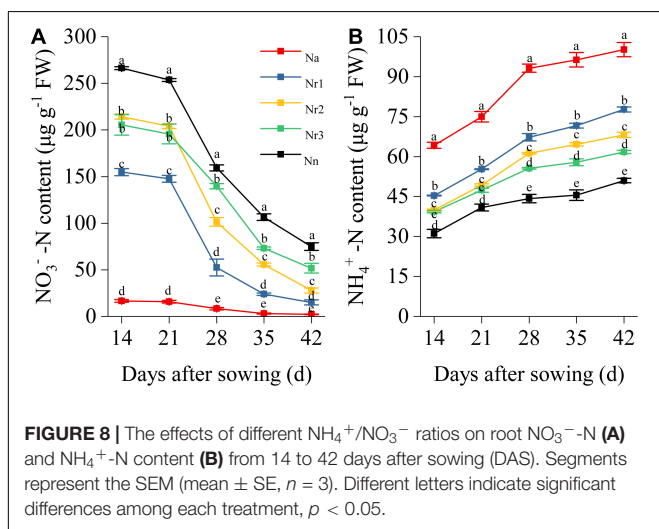 A
B
NO₃⁻ -N content (µg g⁻¹ FW)
300
250
200
150
100
50
0
14 21 28 35 42
Days after sowing (d)
Na
Nr1
Nr2
Nr3
Nn
a a a a a
b b b b b
b b c c c
c c c d d
d d e e e
NH₄⁺-N content (µg g⁻¹ FW)
105
90
75
60
45
30
15
0
14 21 28 35 42
Days after sowing (d)
a a a a a
b b b b b
c c c c c
c c d d d
d d e e e
FIGURE 8 | The effects of different NH₄⁺/NO₃⁻ ratios on root NO₃⁻-N (A)
and NH₄⁺-N content (B) from 14 to 42 days after sowing (DAS). Segments
represent the SEM (mean ± SE, n = 3). Different letters indicate significant
differences among each treatment, p < 0.05.